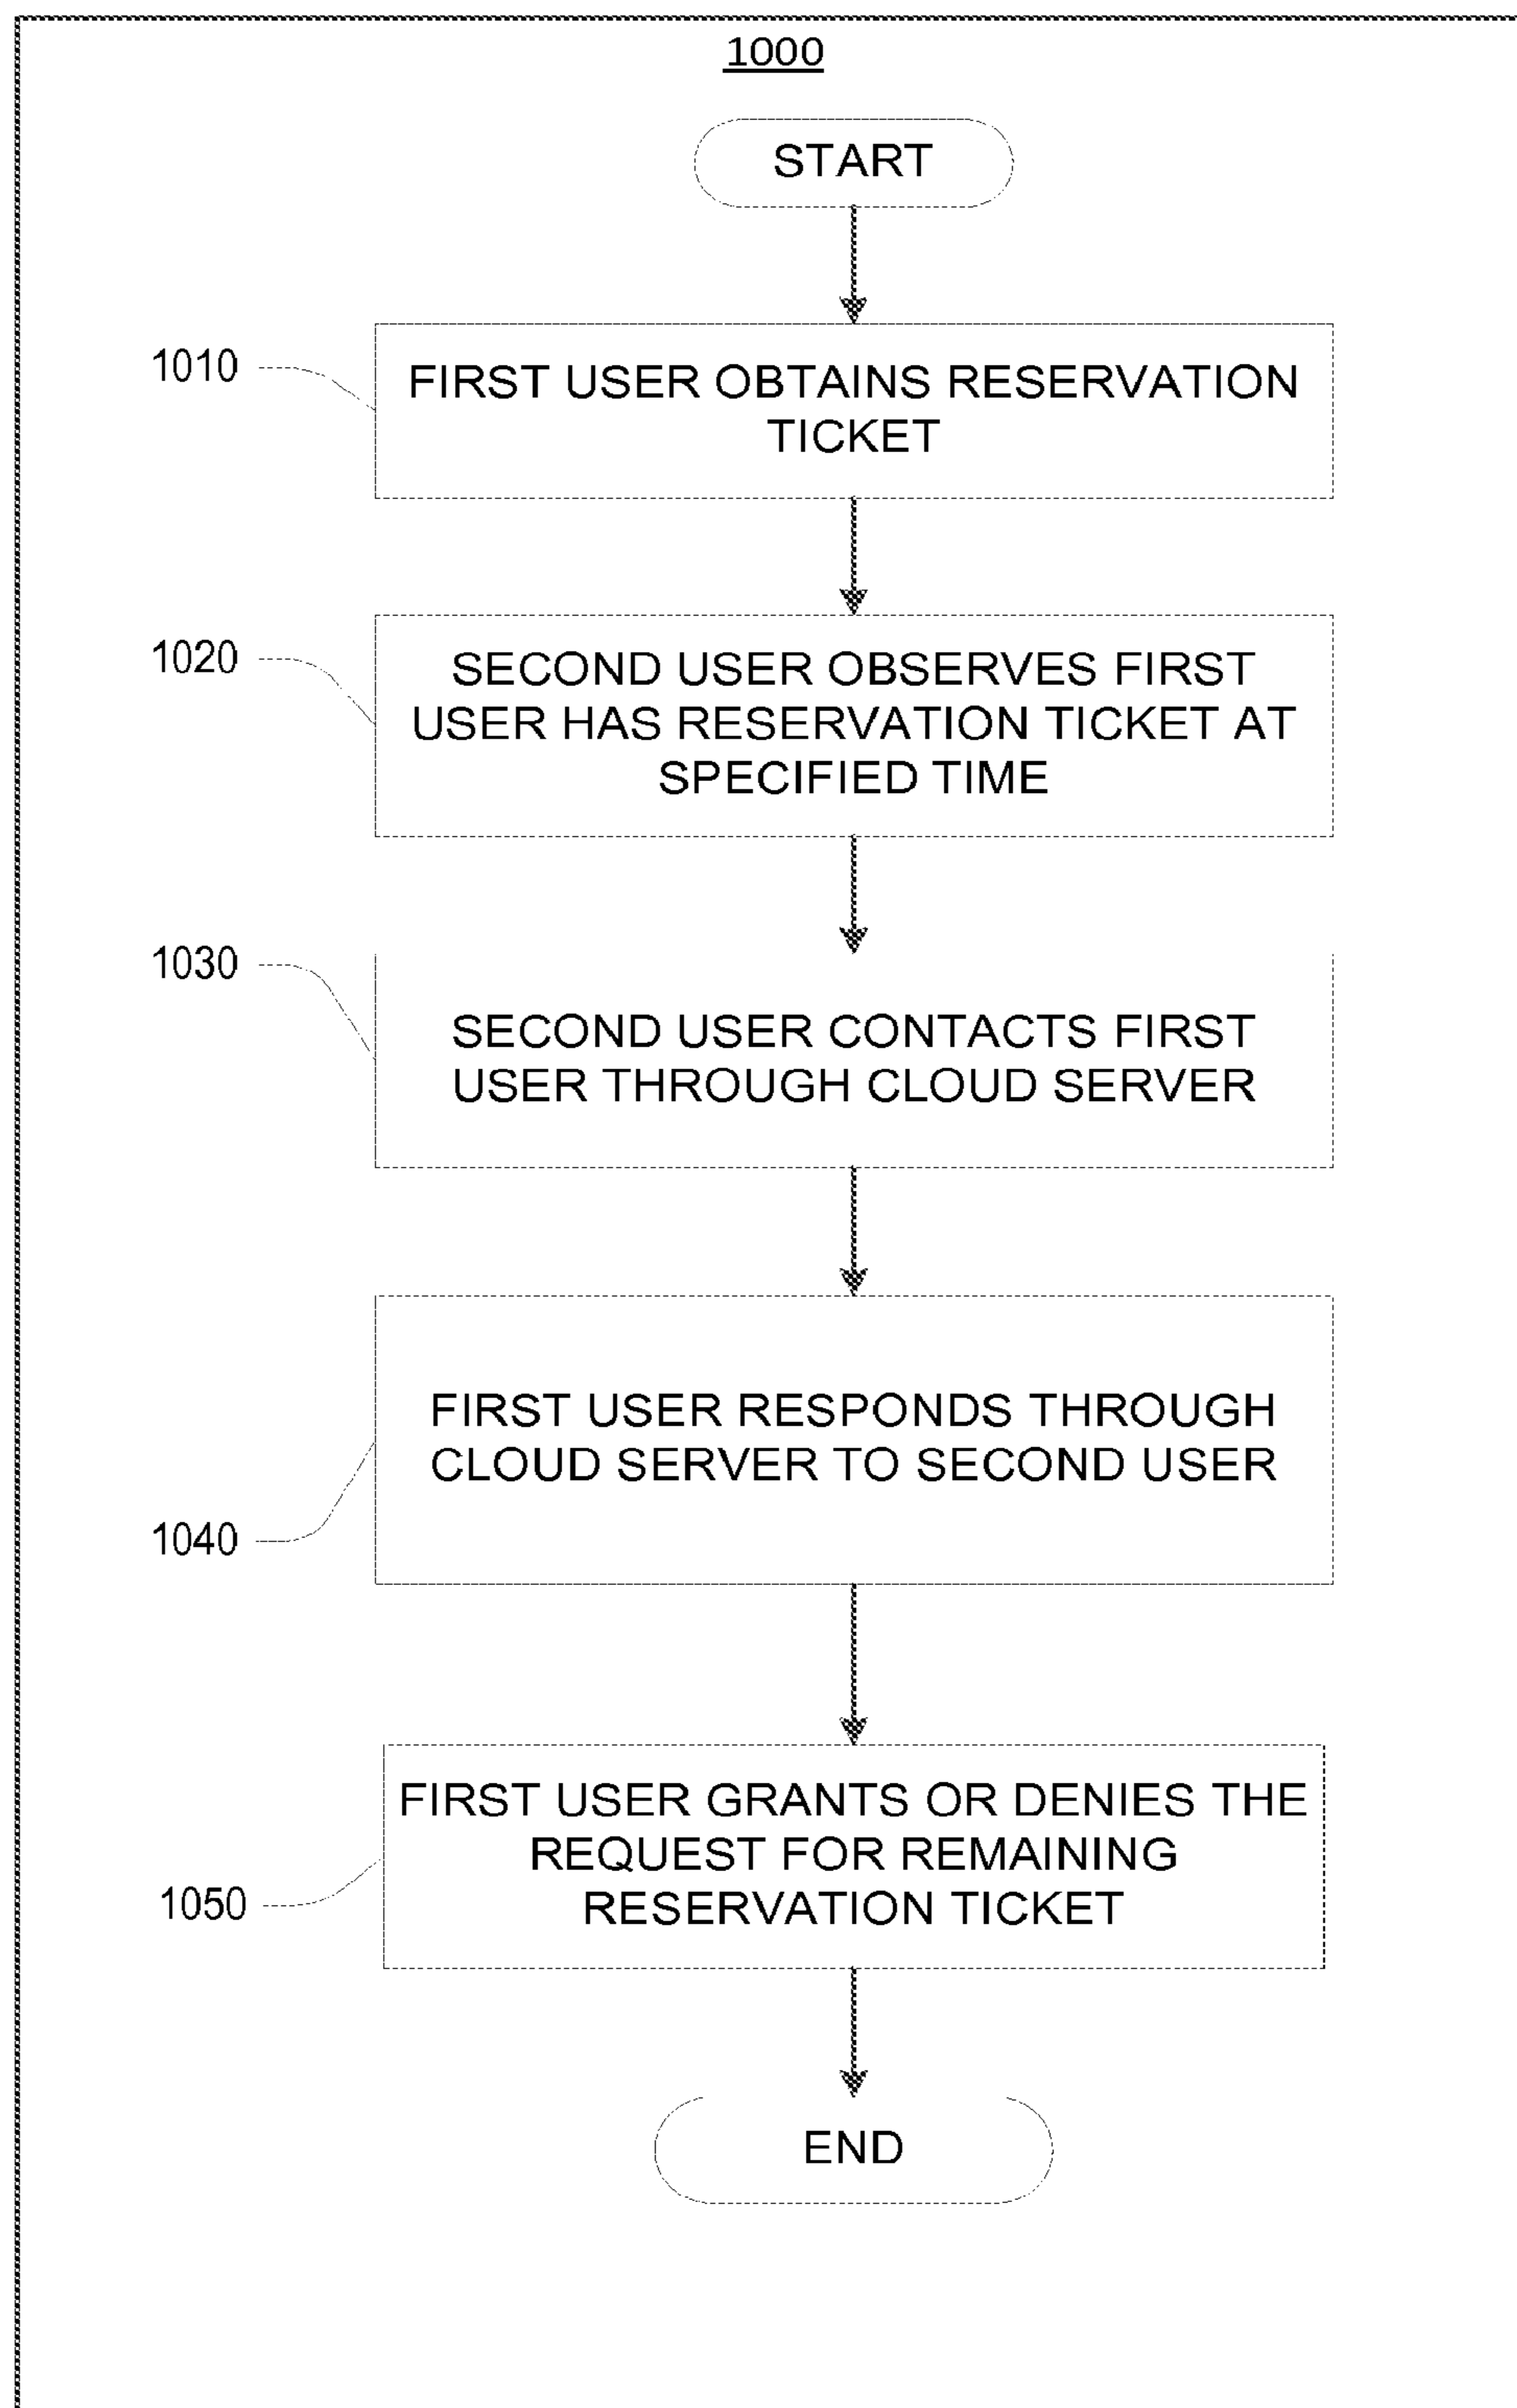 1000
START
1010
FIRST USER OBTAINS RESERVATION
TICKET
1020
SECOND USER OBSERVES FIRST
USER HAS RESERVATION TICKET AT
SPECIFIED TIME
1030
SECOND USER CONTACTS FIRST
USER THROUGH CLOUD SERVER
FIRST USER RESPONDS THROUGH
CLOUD SERVER TO SECOND USER
1040
FIRST USER GRANTS OR DENIES THE
REQUEST FOR REMAINING
RESERVATION TICKET
1050
END